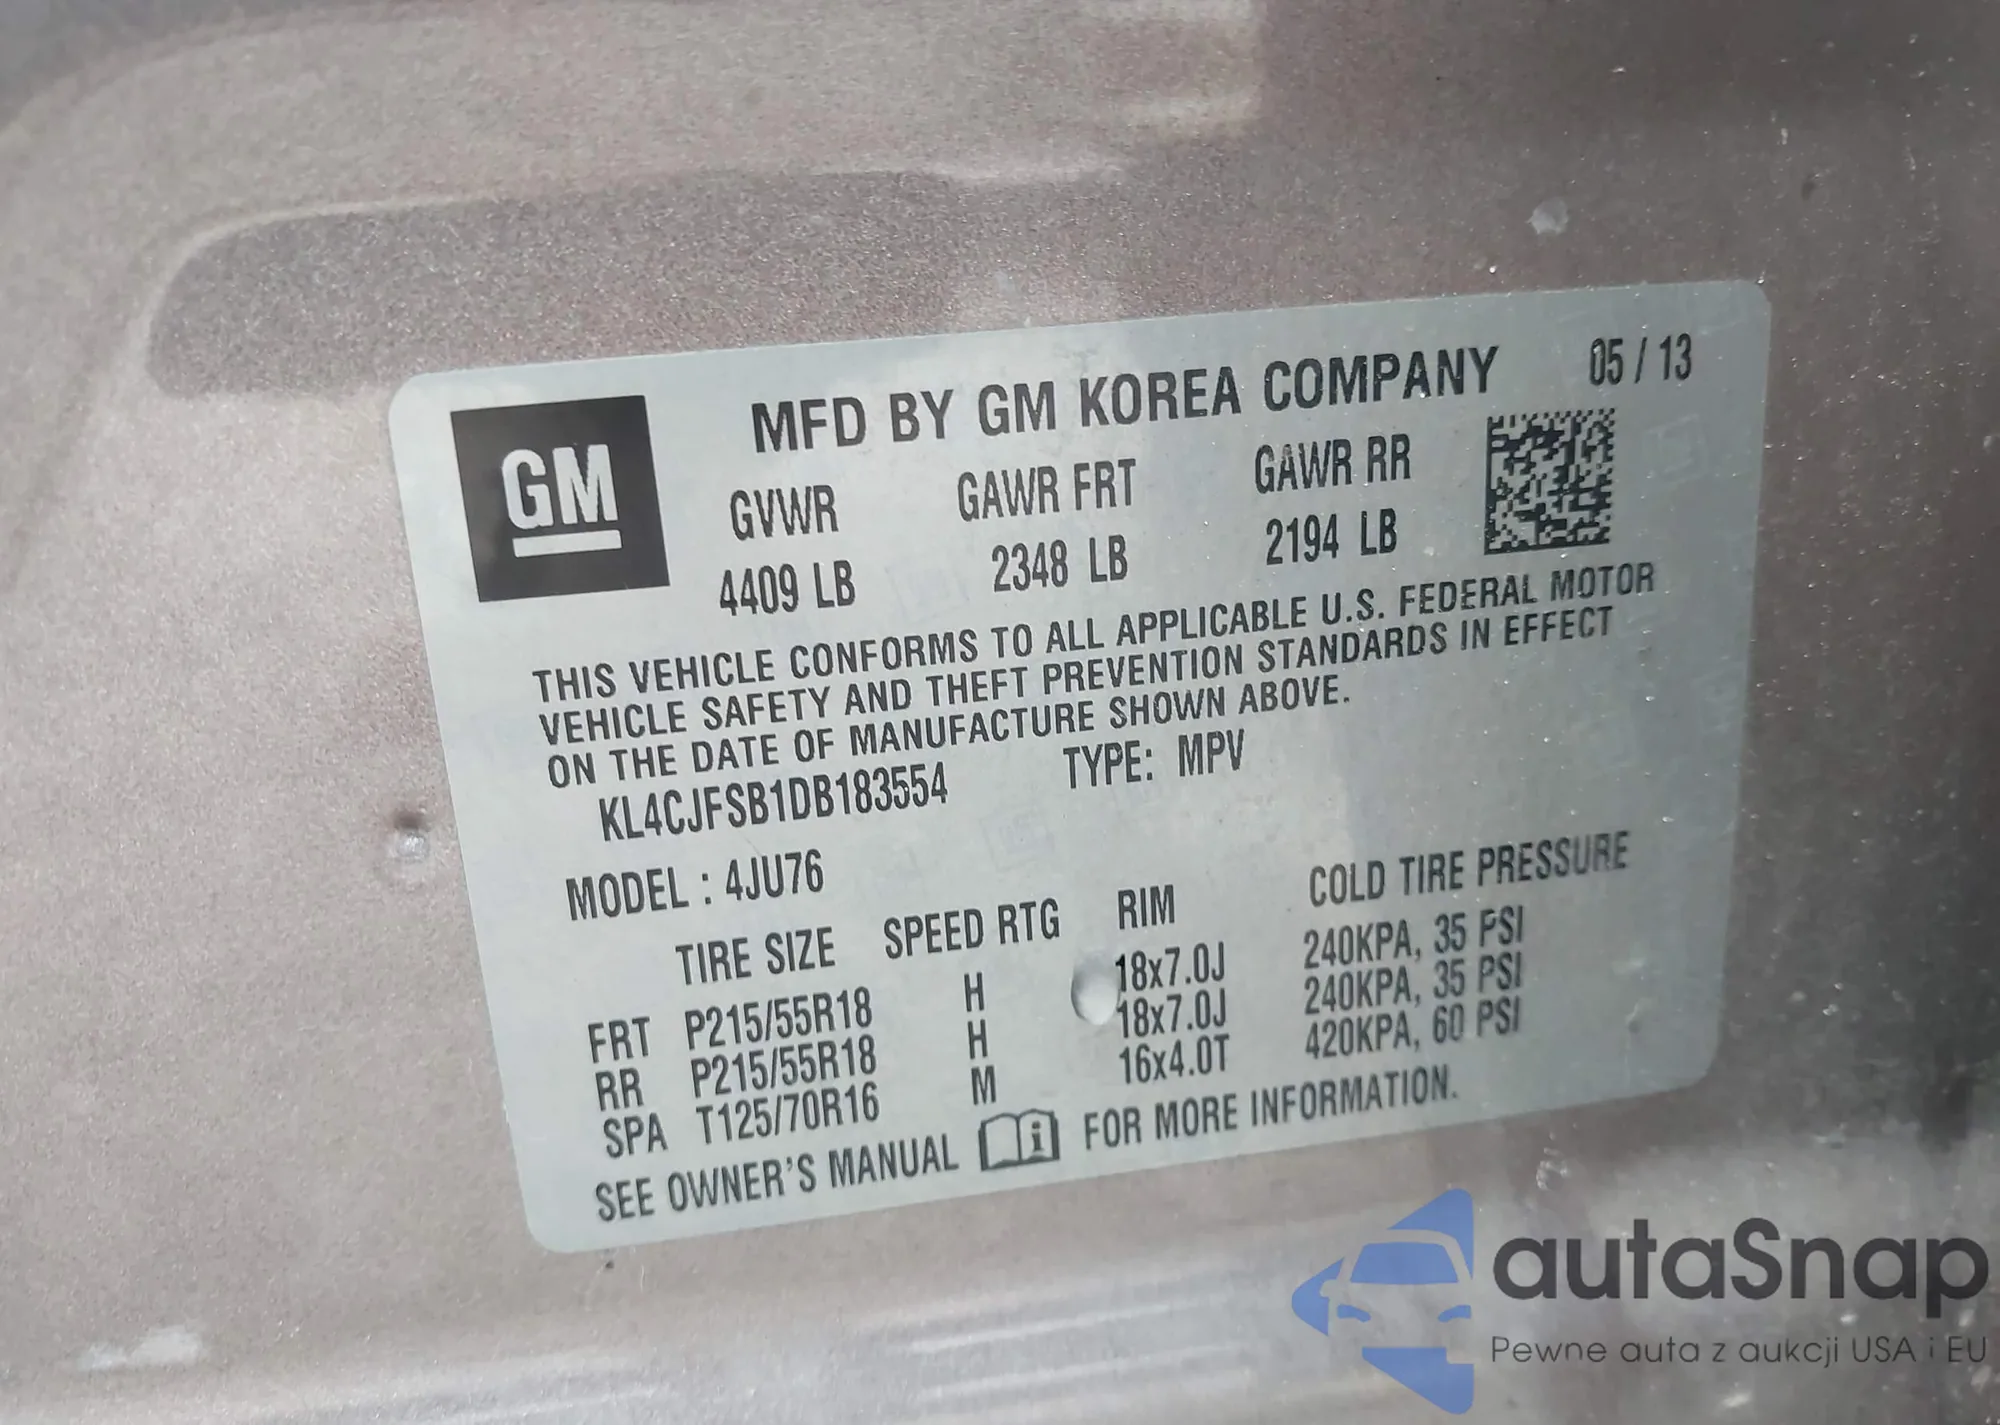 MFD BY GM KOREA COMPANY 05 / 13
GM
GVWR GAWR FRT GAWR RR
4409 LB 2348 LB 2194 LB
THIS VEHICLE CONFORMS TO ALL APPLICABLE U.S. FEDERAL MOTOR
VEHICLE SAFETY AND THEFT PREVENTION STANDARDS IN EFFECT
ON THE DATE OF MANUFACTURE SHOWN ABOVE.
KL4CJFSB1DB183554 TYPE: MPV
MODEL : 4JU76
TIRE SIZE SPEED RTG RIM COLD TIRE PRESSURE
FRT P215/55R18 H 18x7.0J 240KPA, 35 PSI
RR P215/55R18 H 18x7.0J 240KPA, 35 PSI
SPA T125/70R16 M 16x4.0T 420KPA, 60 PSI
SEE OWNER'S MANUAL i FOR MORE INFORMATION.
autaSnap
Pewne auta z aukcji USA i EU